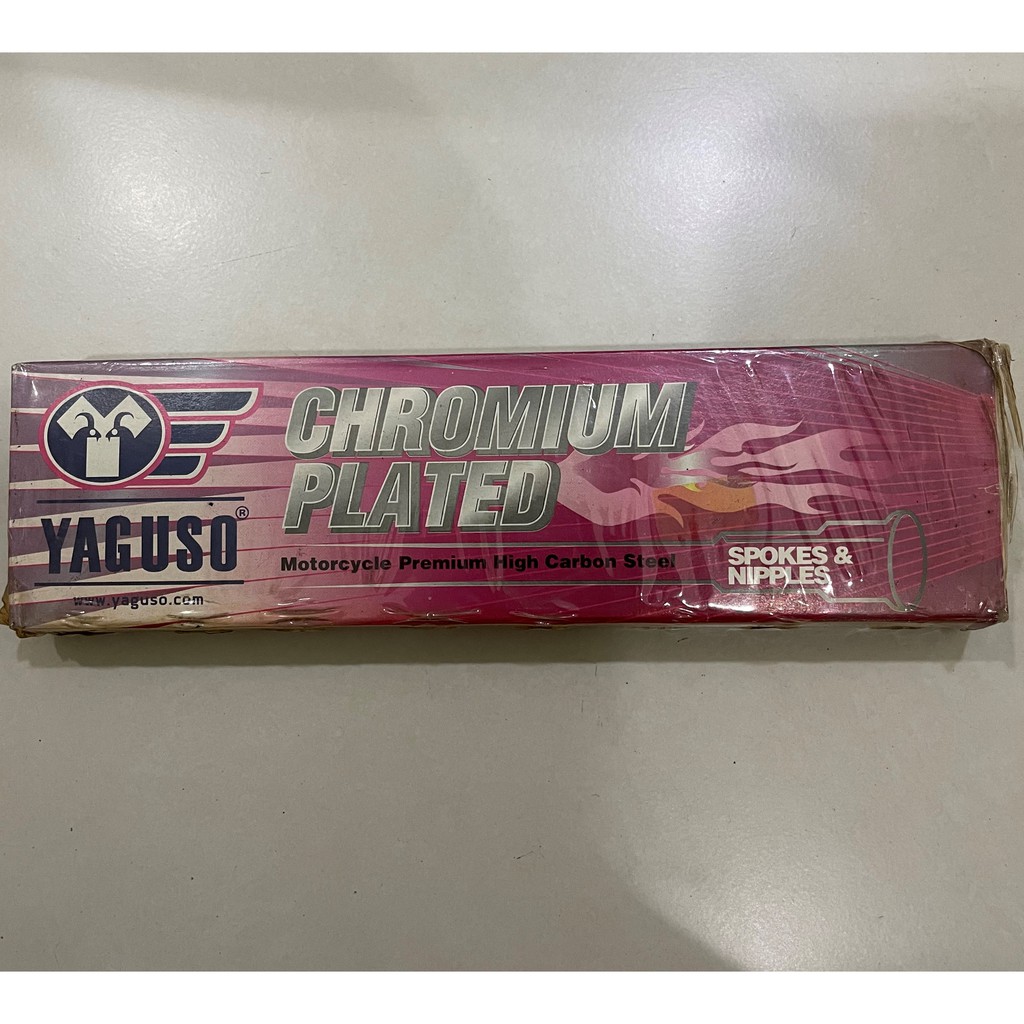 YAGUSO®
www.yaguso.com
CHROMIUM
PLATED
Motorcycle Premium High Carbon Steel
SPOKES &
NIPPLES